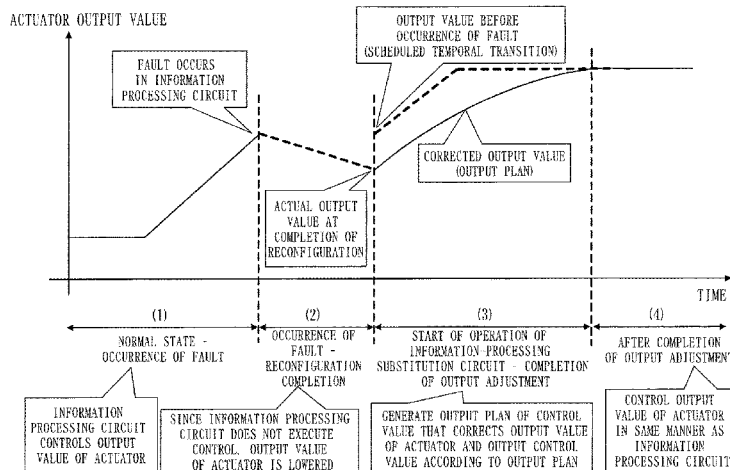 ACTUATOR OUTPUT VALUE
FAULT OCCURS
IN INFORMATION
PROCESSING CIRCUIT
OUTPUT VALUE BEFORE
OCCURRENCE OF FAULT
(SCHEDULED TEMPORAL TRANSITION)
CORRECTED OUTPUT VALUE
(OUTPUT PLAN)
ACTUAL OUTPUT
VALUE AT
COMPLETION OF
RECONFIGURATION
TIME
(1)
NORMAL STATE -
OCCURRENCE OF FAULT
(2)
OCCURRENCE OF
FAULT -
RECONFIGURATION
COMPLETION
(3)
START OF OPERATION OF
INFORMATION-PROCESSING
SUBSTITUTION CIRCUIT - COMPLETION
OF OUTPUT ADJUSTMENT
(4)
AFTER COMPLETION
OF OUTPUT ADJUSTMENT
INFORMATION
PROCESSING CIRCUIT
CONTROLS OUTPUT
VALUE OF ACTUATOR
SINCE INFORMATION PROCESSING
CIRCUIT DOES NOT EXECUTE
CONTROL, OUTPUT VALUE
OF ACTUATOR IS LOWERED
GENERATE OUTPUT PLAN OF CONTROL
VALUE THAT CORRECTS OUTPUT VALUE
OF ACTUATOR AND OUTPUT CONTROL
VALUE ACCORDING TO OUTPUT PLAN
CONTROL OUTPUT
VALUE OF ACTUATOR
IN SAME MANNER AS
INFORMATION
PROCESSING CIRCUIT